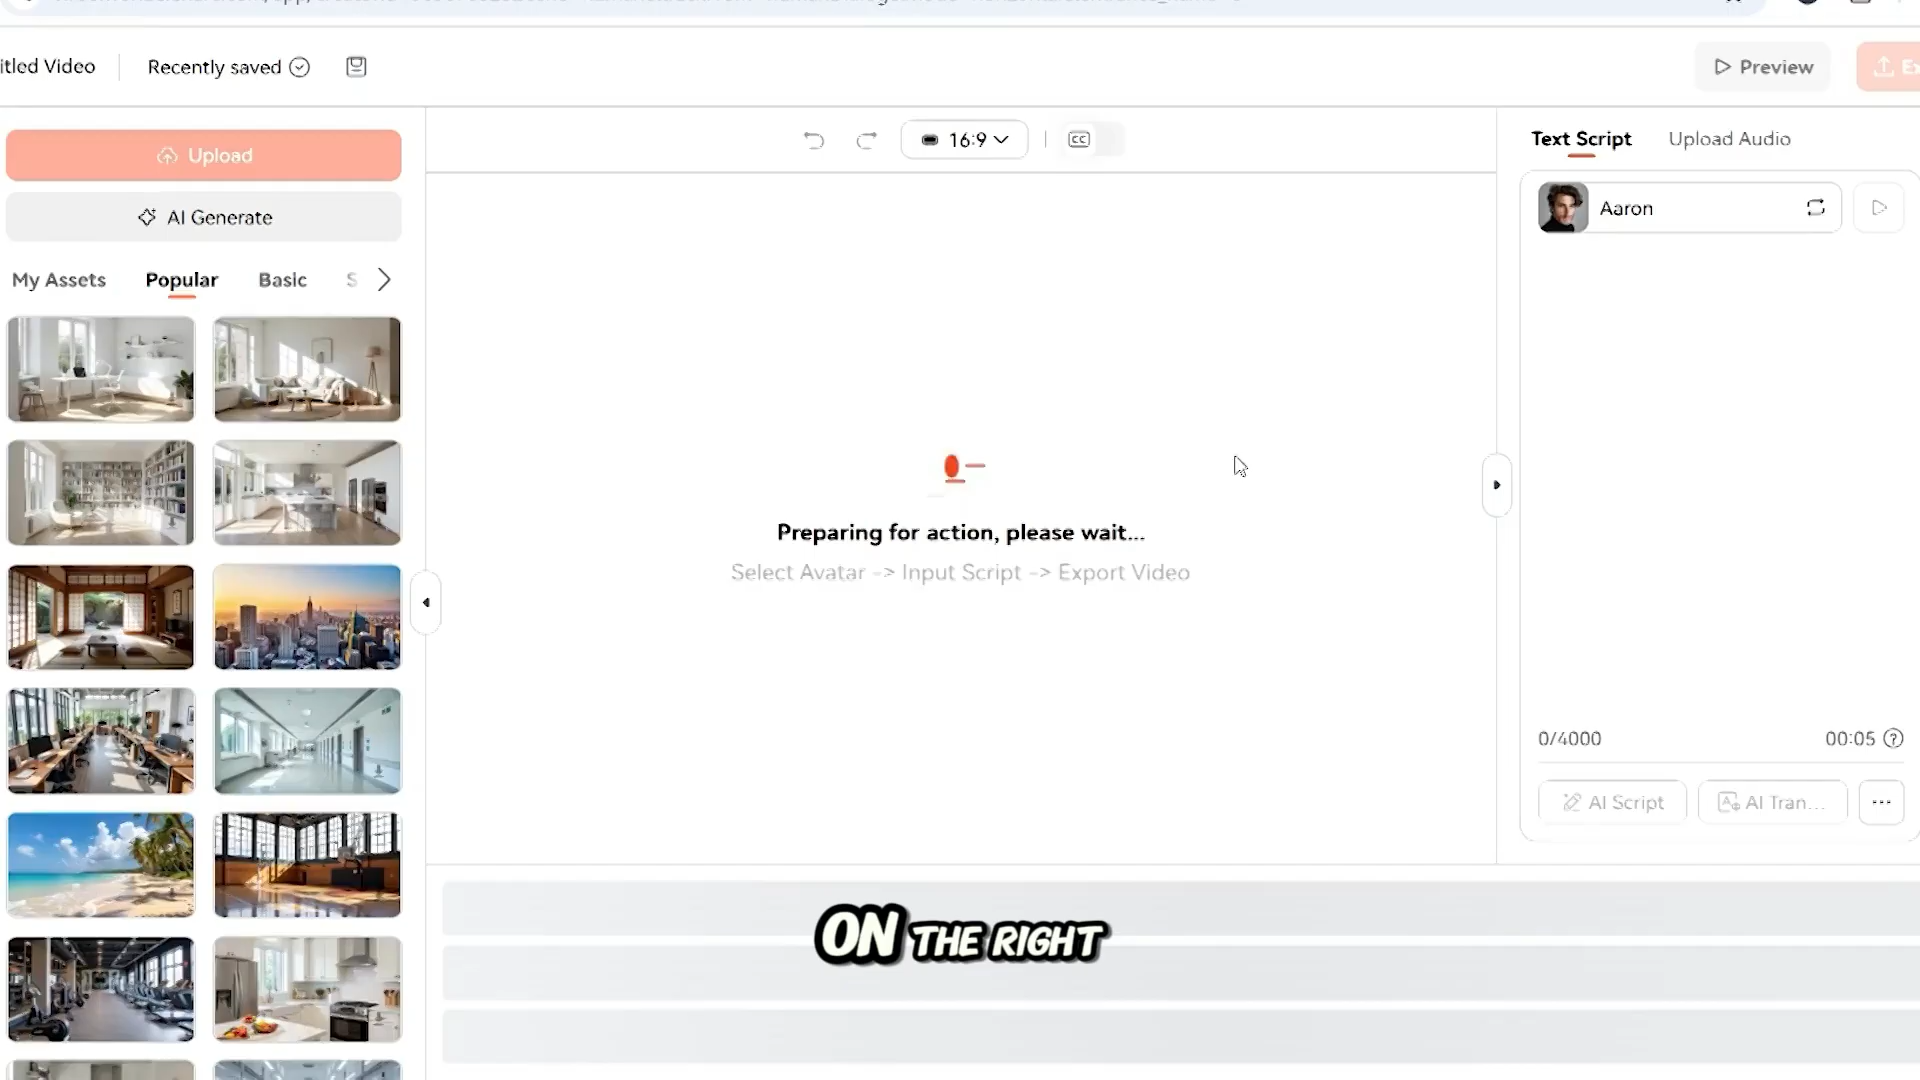 itled Video
Recently saved
Preview
Ex
Upload
AI Generate
My Assets
Popular
Basic
S
16:9
CC
Preparing for action, please wait...
Select Avatar -> Input Script -> Export Video
Text Script
Upload Audio
Aaron
0/4000
00:05
AI Script
AI Tran...
ON THE RIGHT